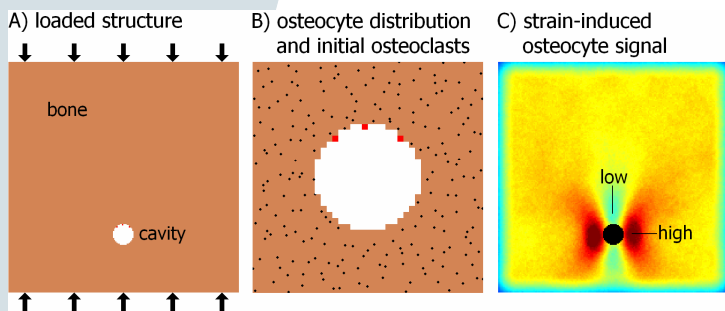 A) loaded structure
bone
cavity
B) osteocyte distribution
and initial osteoclasts
C) strain-induced
osteocyte signal
low
high